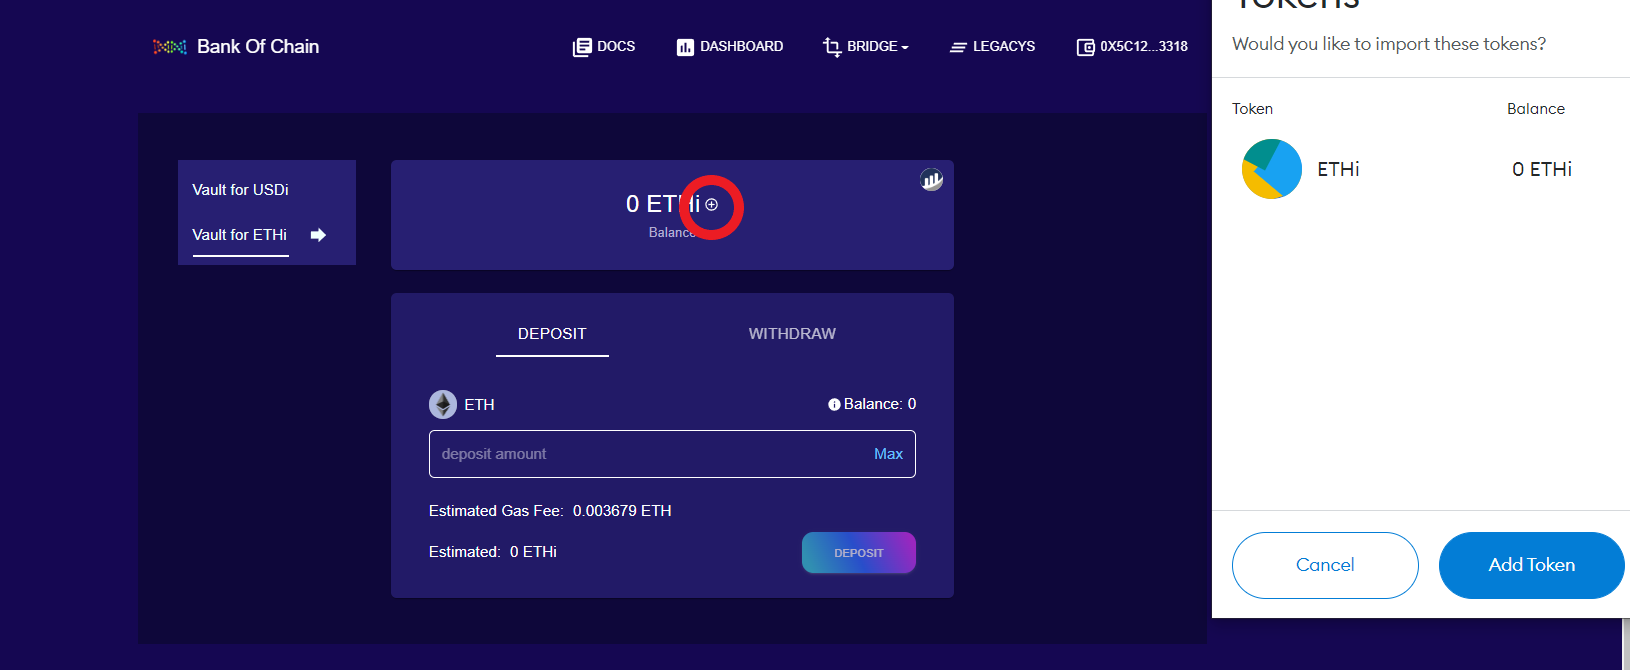 Bank Of Chain
DOCS
DASHBOARD
BRIDGE
LEGACYS
0X5C12...3318
Vault for USDi
Vault for ETHi
0 ETHi
Balance
DEPOSIT
WITHDRAW
ETH
Balance: 0
deposit amount
Max
Estimated Gas Fee: 0.003679 ETH
Estimated: 0 ETHi
DEPOSIT
Tokens
Would you like to import these tokens?
Token
Balance
ETHi
0 ETHi
Cancel
Add Token